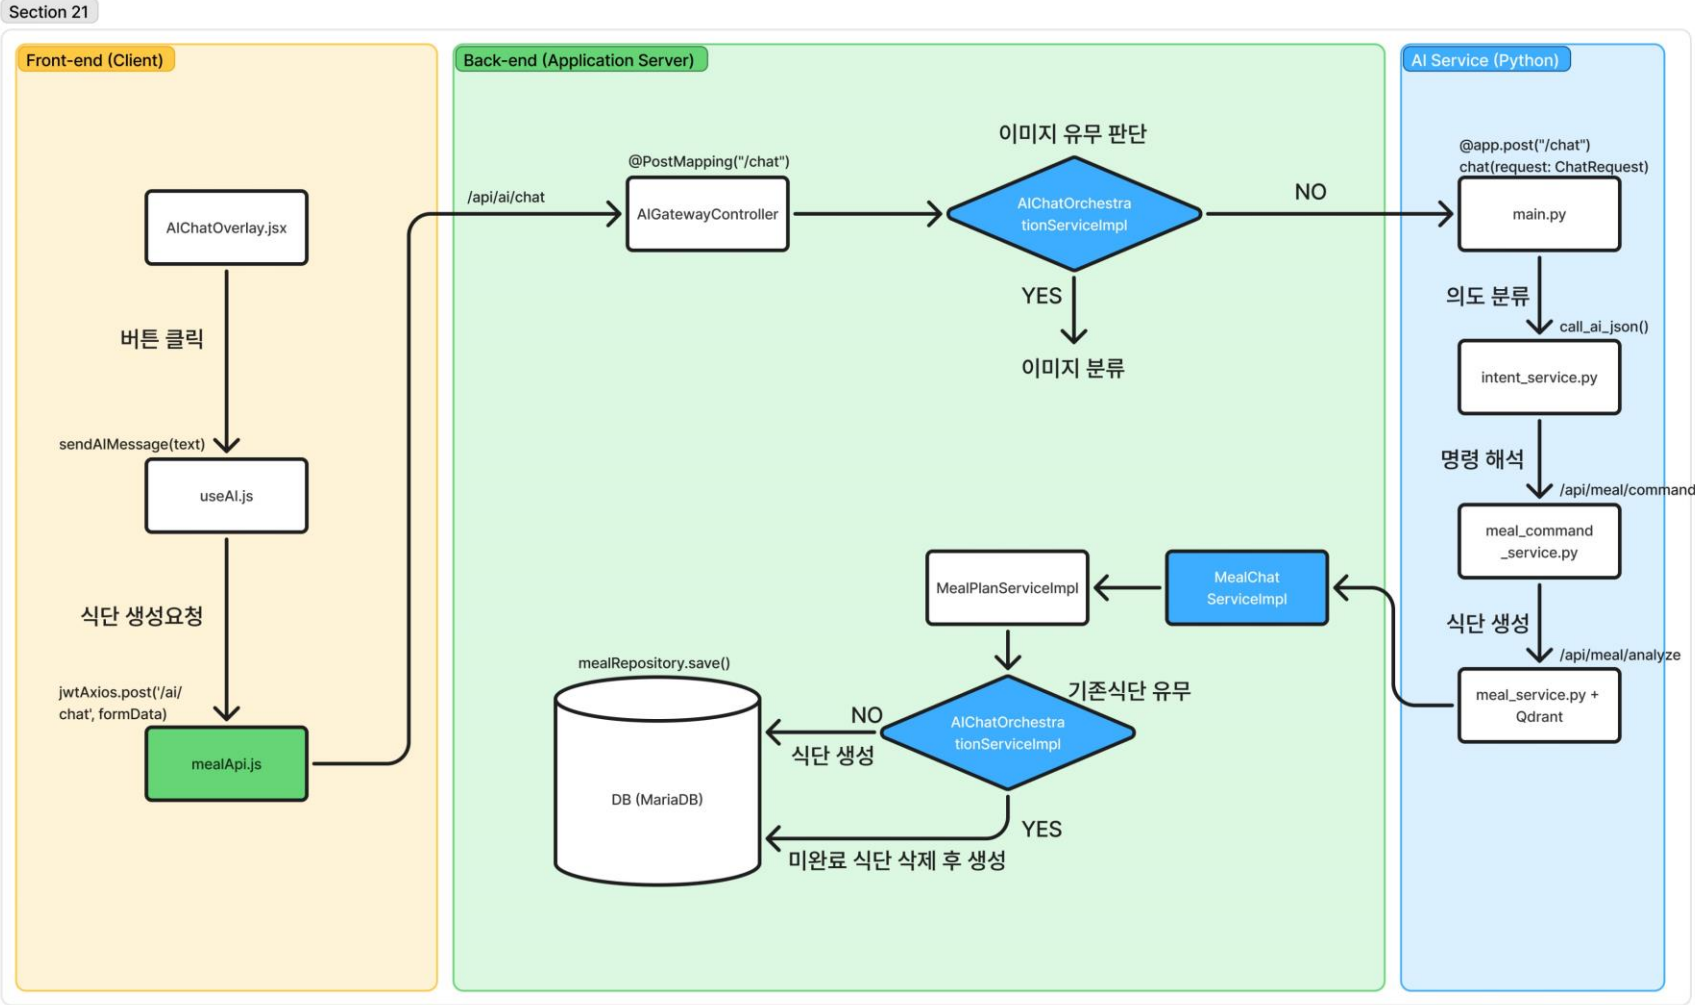 Section 21
Front-end (Client)
AIChatOverlay.jsx
버튼 클릭
sendAIMessage(text)
useAI.js
식단 생성요청
jwtAxios.post('/ai/
chat', formData)
mealApi.js
Back-end (Application Server)
/api/ai/chat
@PostMapping("/chat")
AIGatewayController
이미지 유무 판단
AIChatOrchestra
tionServiceImpl
NO
YES
이미지 분류
MealPlanServiceImpl
MealChat
ServiceImpl
mealRepository.save()
기존식단 유무
AIChatOrchestra
tionServiceImpl
NO
식단 생성
DB (MariaDB)
YES
미완료 식단 삭제 후 생성
AI Service (Python)
@app.post("/chat")
chat(request: ChatRequest)
main.py
의도 분류
call_ai_json()
intent_service.py
명령 해석
/api/meal/command
meal_command
_service.py
식단 생성
/api/meal/analyze
meal_service.py +
Qdrant